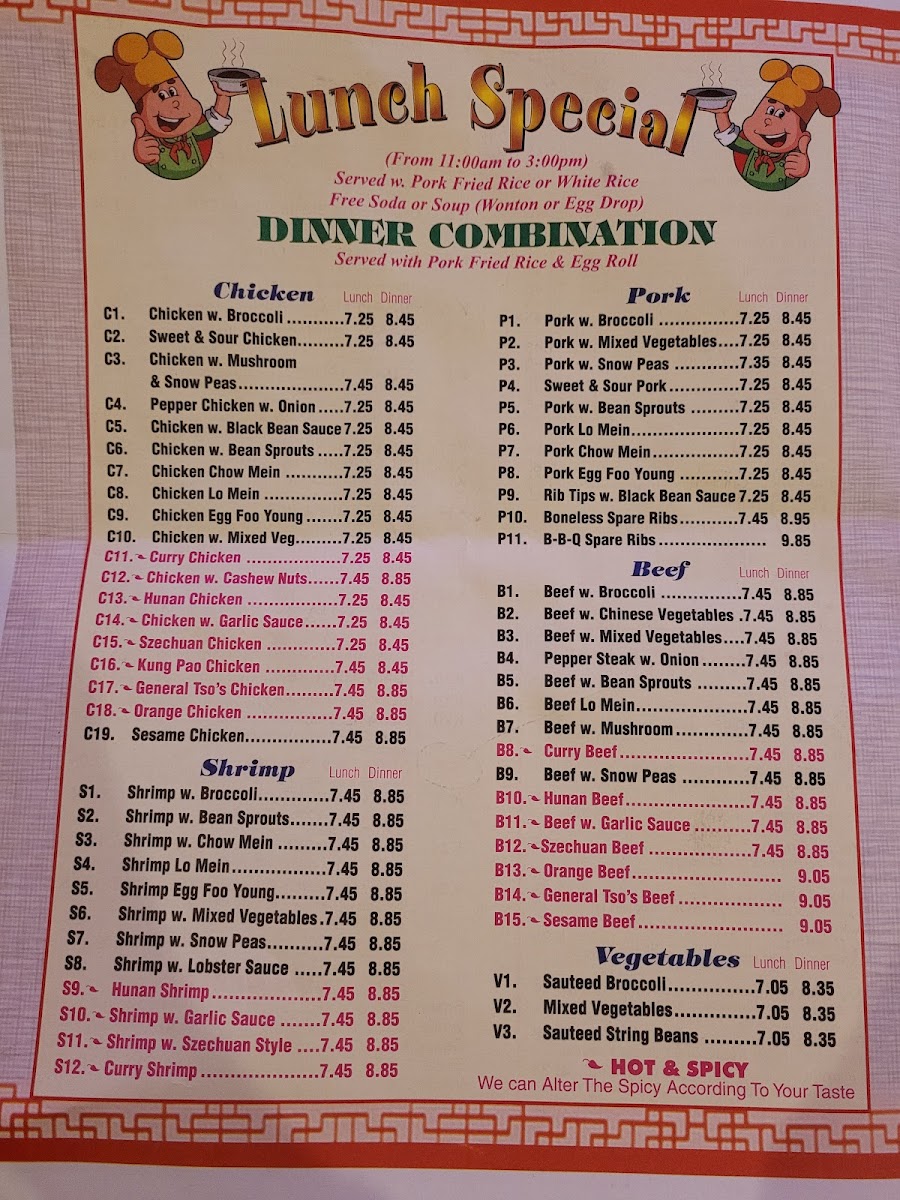 Lunch Special
(From 11:00am to 3:00pm)
Served w. Pork Fried Rice or White Rice
Free Soda or Soup (Wonton or Egg Drop)
DINNER COMBINATION
Served with Pork Fried Rice & Egg Roll
Chicken Lunch Dinner
C1. Chicken w. Broccoli ...........7.25 8.45
C2. Sweet & Sour Chicken.........7.25 8.45
C3. Chicken w. Mushroom
& Snow Peas.....................7.45 8.45
C4. Pepper Chicken w. Onion .....7.25 8.45
C5. Chicken w. Black Bean Sauce 7.25 8.45
C6. Chicken w. Bean Sprouts .....7.25 8.45
C7. Chicken Chow Mein ...........7.25 8.45
C8. Chicken Lo Mein ...............7.25 8.45
C9. Chicken Egg Foo Young .......7.25 8.45
C10. Chicken w. Mixed Veg.........7.25 8.45
C11. Curry Chicken ...................7.25 8.45
C12. Chicken w. Cashew Nuts......7.45 8.85
C13. Hunan Chicken .................7.25 8.45
C14. Chicken w. Garlic Sauce......7.25 8.45
C15. Szechuan Chicken .............7.25 8.45
C16. Kung Pao Chicken .............7.45 8.45
C17. General Tso's Chicken.........7.45 8.85
C18. Orange Chicken ................7.45 8.85
C19. Sesame Chicken................7.45 8.85
Shrimp Lunch Dinner
S1. Shrimp w. Broccoli............7.45 8.85
S2. Shrimp w. Bean Sprouts.......7.45 8.85
S3. Shrimp w. Chow Mein .........7.45 8.85
S4. Shrimp Lo Mein.................7.45 8.85
S5. Shrimp Egg Foo Young.........7.45 8.85
S6. Shrimp w. Mixed Vegetables.7.45 8.85
S7. Shrimp w. Snow Peas..........7.45 8.85
S8. Shrimp w. Lobster Sauce .....7.45 8.85
S9. Hunan Shrimp....................7.45 8.85
S10. Shrimp w. Garlic Sauce .......7.45 8.85
S11. Shrimp w. Szechuan Style ....7.45 8.85
S12. Curry Shrimp .....................7.45 8.85
Pork Lunch Dinner
P1. Pork w. Broccoli ...............7.25 8.45
P2. Pork w. Mixed Vegetables....7.25 8.45
P3. Pork w. Snow Peas ............7.35 8.45
P4. Sweet & Sour Pork.............7.25 8.45
P5. Pork w. Bean Sprouts .........7.25 8.45
P6. Pork Lo Mein....................7.25 8.45
P7. Pork Chow Mein................7.25 8.45
P8. Pork Egg Foo Young ...........7.25 8.45
P9. Rib Tips w. Black Bean Sauce 7.25 8.45
P10. Boneless Spare Ribs...........7.45 8.95
P11. B-B-Q Spare Ribs.................... 9.85
Beef Lunch Dinner
B1. Beef w. Broccoli ...............7.45 8.85
B2. Beef w. Chinese Vegetables .7.45 8.85
B3. Beef w. Mixed Vegetables....7.45 8.85
B4. Pepper Steak w. Onion ........7.45 8.85
B5. Beef w. Bean Sprouts .........7.45 8.85
B6. Beef Lo Mein.....................7.45 8.85
B7. Beef w. Mushroom..............7.45 8.85
B8. Curry Beef........................7.45 8.85
B9. Beef w. Snow Peas ............7.45 8.85
B10. Hunan Beef.......................7.45 8.85
B11. Beef w. Garlic Sauce ..........7.45 8.85
B12. Szechuan Beef ..................7.45 8.85
B13. Orange Beef............................ 9.05
B14. General Tso's Beef ................... 9.05
B15. Sesame Beef........................... 9.05
Vegetables Lunch Dinner
V1. Sauteed Broccoli...............7.05 8.35
V2. Mixed Vegetables..............7.05 8.35
V3. Sauteed String Beans .........7.05 8.35
HOT & SPICY
We can Alter The Spicy According To Your Taste